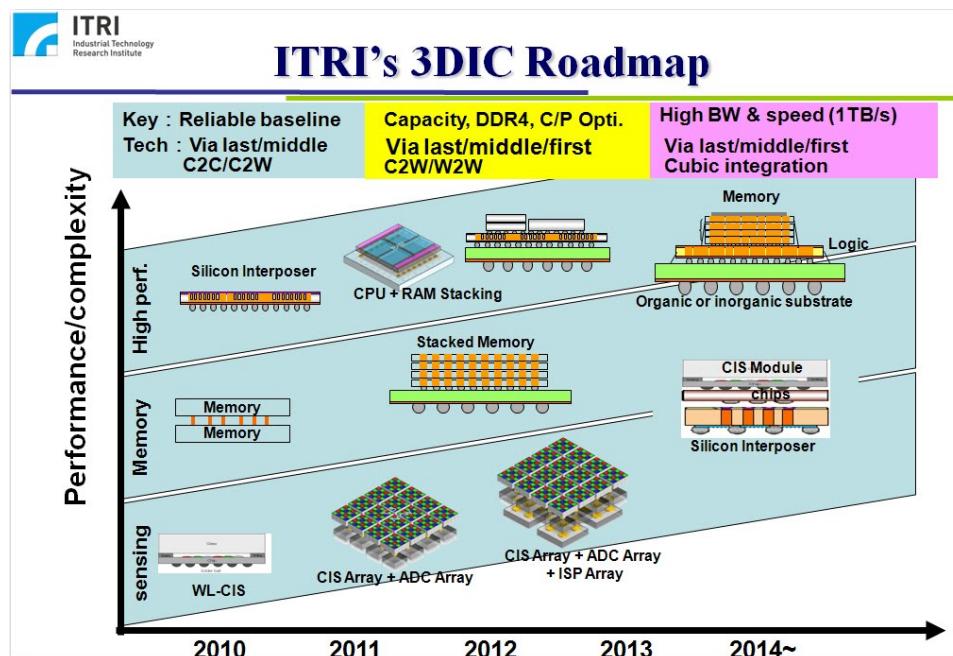 ITRI
Industrial Technology
Research Institute
ITRI's 3DIC Roadmap
Key : Reliable baseline
Tech : Via last/middle
C2C/C2W
Capacity, DDR4, C/P Opti.
Via last/middle/first
C2W/W2W
High BW & speed (1TB/s)
Via last/middle/first
Cubic integration
Performance/complexity
High perf.
Silicon Interposer
CPU + RAM Stacking
Memory
Logic
Organic or inorganic substrate
Memory
Memory
Memory
Stacked Memory
CIS Module
chips
Silicon Interposer
sensing
WL-CIS
CIS Array + ADC Array
CIS Array + ADC Array
+ ISP Array
2010
2011
2012
2013
2014~